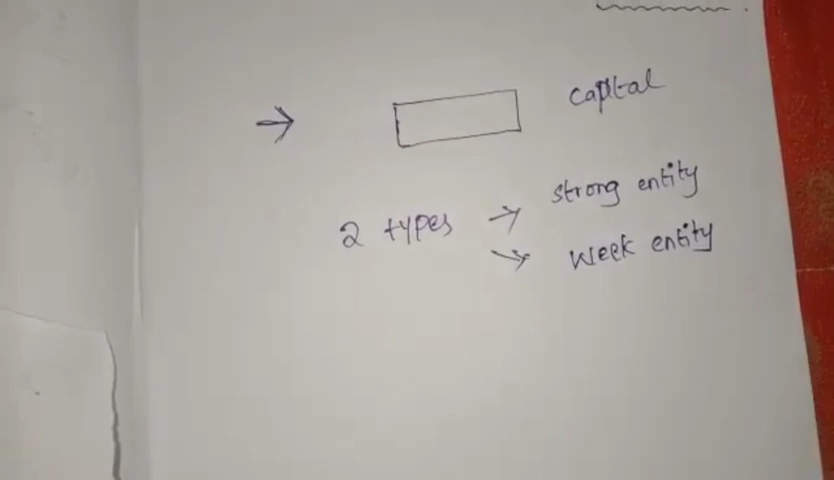 → capital
2 types → strong entity
→ week entity